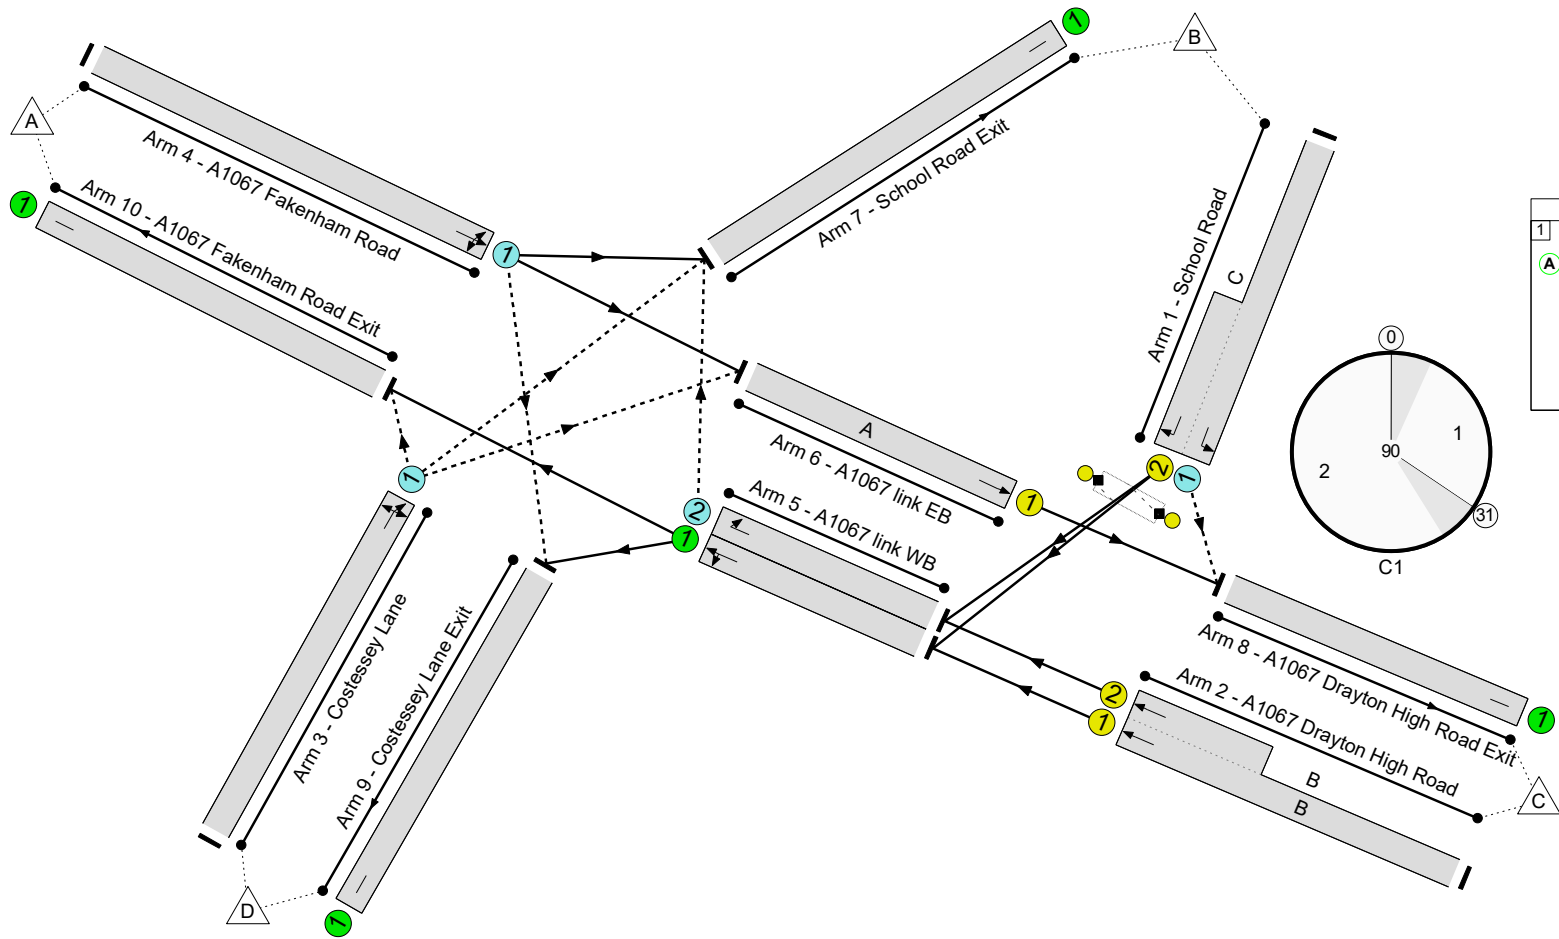 1
B
A
Arm 4 - A1067 Fakenham Road
Arm 10 - A1067 Fakenham Road Exit
1
1
Arm 7 - School Road Exit
Arm 1 - School Road
C
1
A
0
1
90
2
31
C1
A
Arm 6 - A1067 link EB
Arm 5 - A1067 link WB
1
2
1
1
2
1
Arm 8 - A1067 Drayton High Road Exit
Arm 2 - A1067 Drayton High Road
2
1
B
B
1
C
Arm 3 - Costessey Lane
Arm 9 - Costessey Lane Exit
D
1